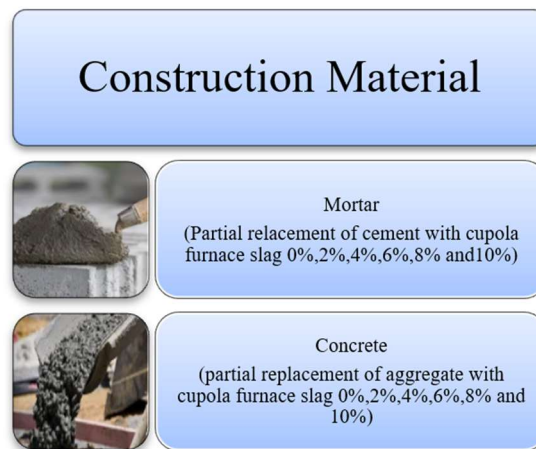 Construction Material
Mortar
(Partial relacement of cement with cupola
furnace slag 0%,2%,4%,6%,8% and10%)
Concrete
(partial replacement of aggregate with
cupola furnace slag 0%,2%,4%,6%,8% and
10%)